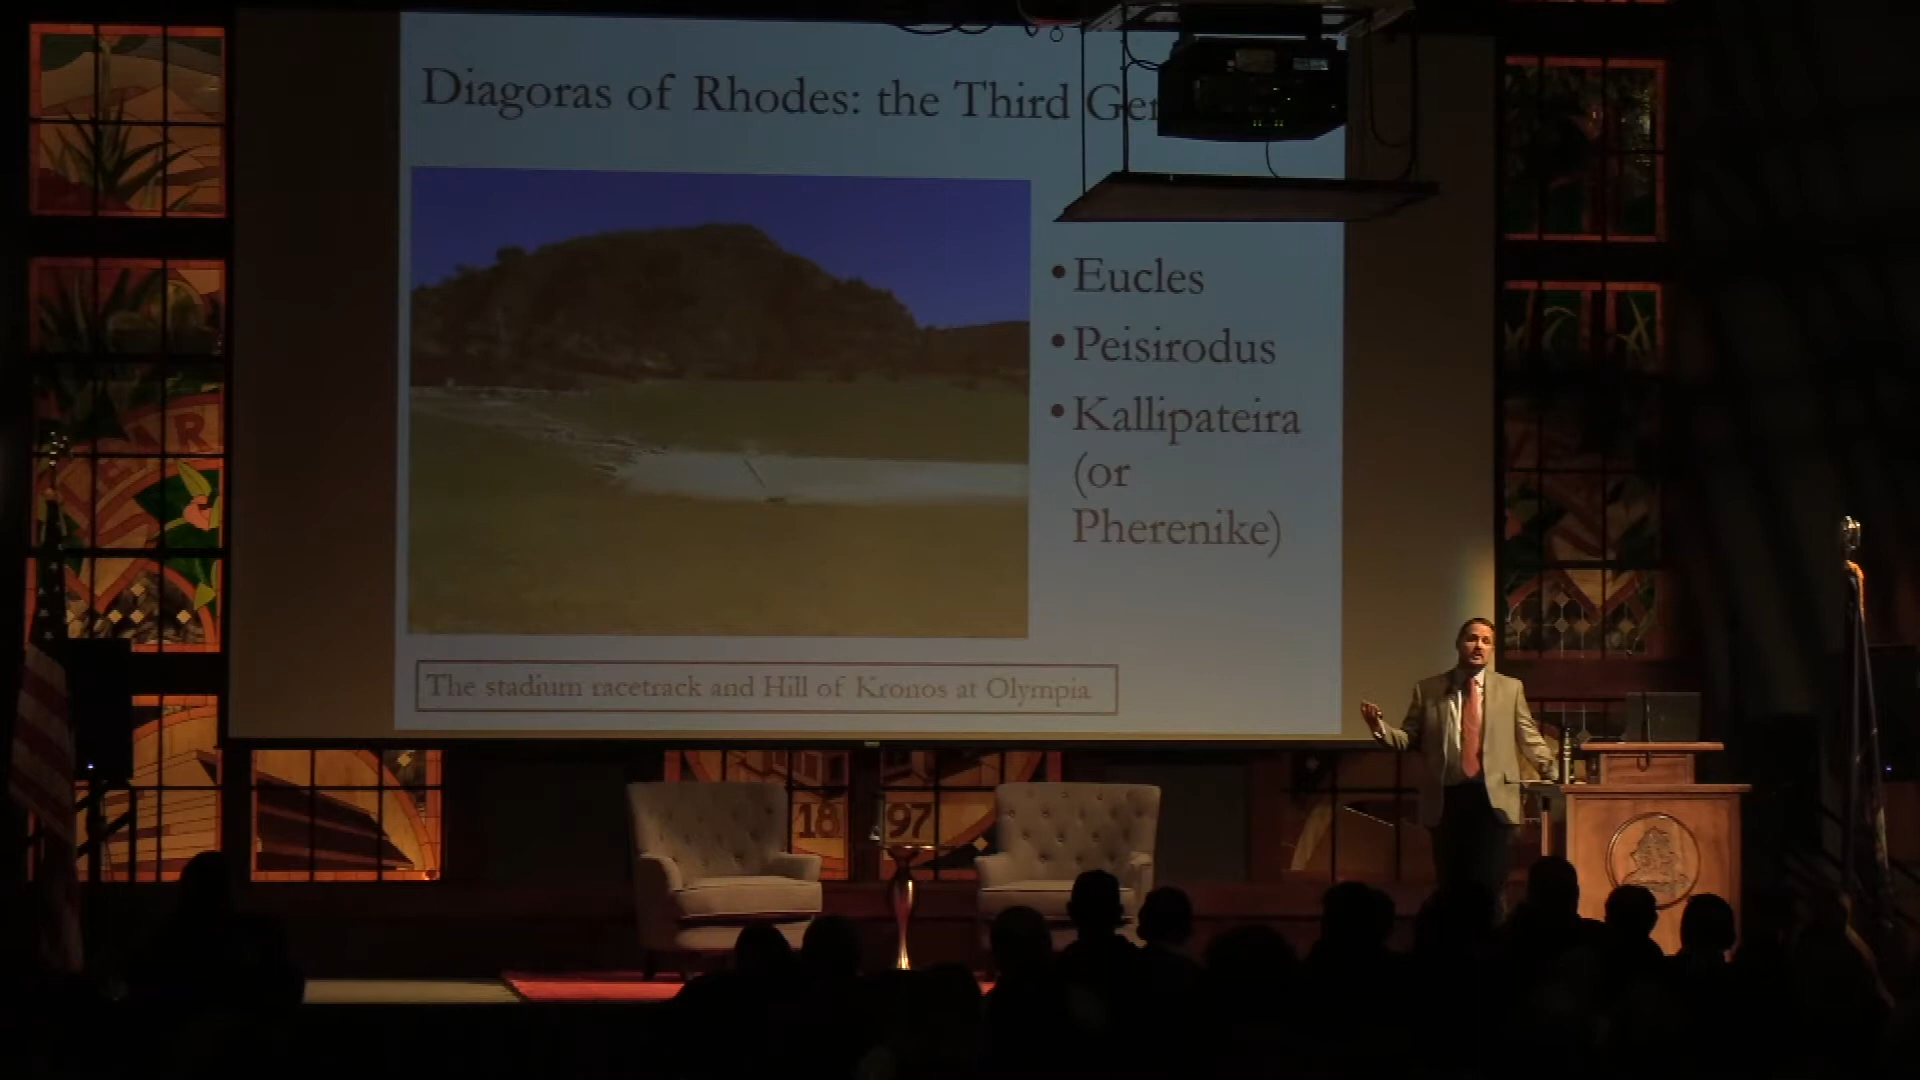 Diagoras of Rhodes: the Third
• Eucles
• Peisirodus
• Kallipateira
(or
Pherenike)
The stadium racetrack and Hill of Kronos at Olympia
18 97